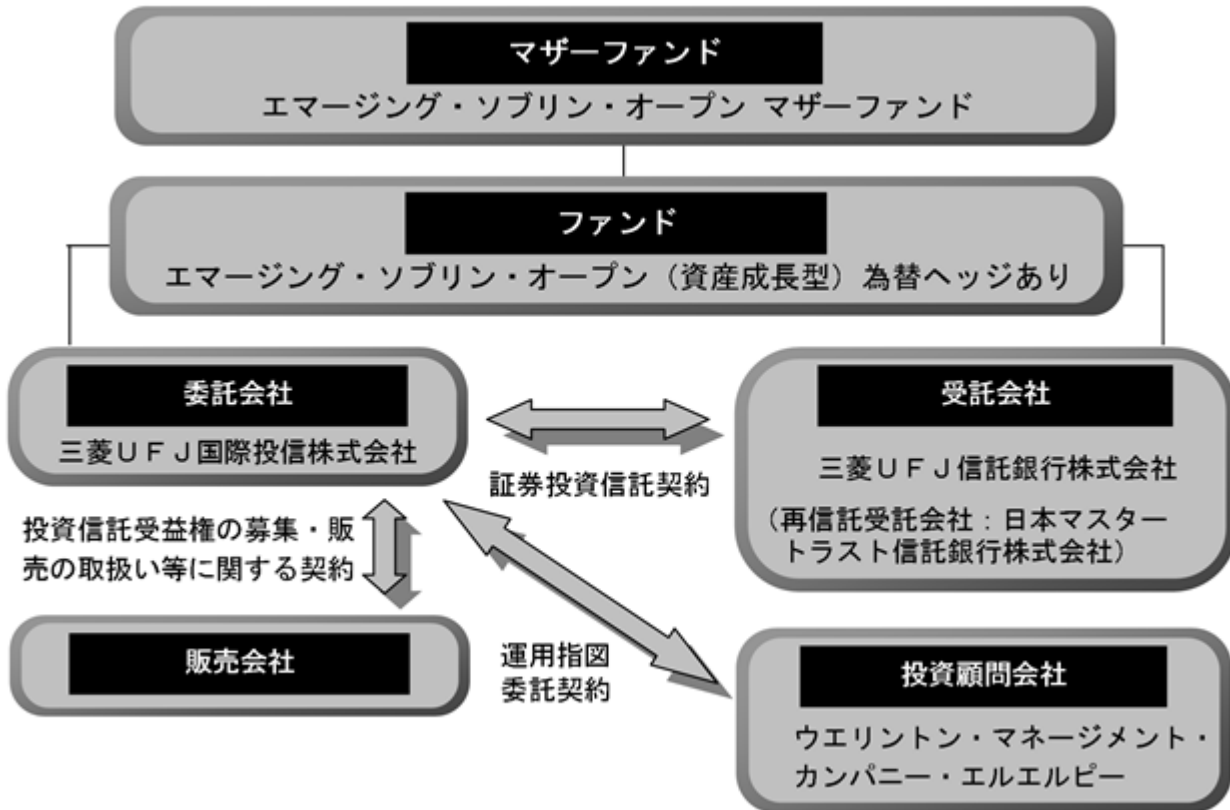 マザーファンド
エマージング・ソブリン・オープン マザーファンド
ファンド
エマージング・ソブリン・オープン（資産成長型）為替ヘッジあり
委託会社
三菱ＵＦＪ国際投信株式会社
受託会社
三菱ＵＦＪ信託銀行株式会社
（再信託受託会社：日本マスター
トラスト信託銀行株式会社）
証券投資信託契約
投資信託受益権の募集・販
売の取扱い等に関する契約
販売会社
運用指図
委託契約
投資顧問会社
ウエリントン・マネージメント・
カンパニー・エルエルピー